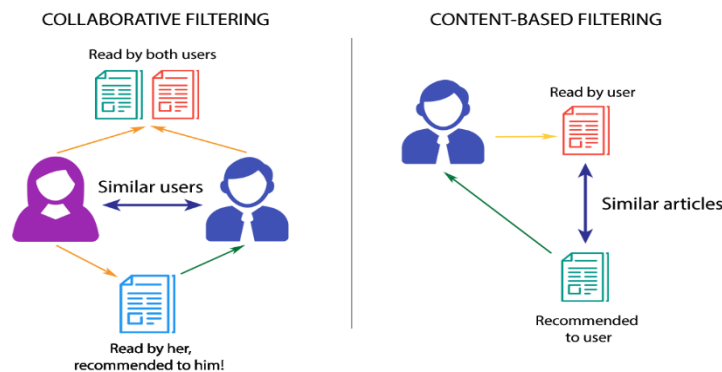 COLLABORATIVE FILTERING
Read by both users
Similar users
Read by her,
recommended to him!
CONTENT-BASED FILTERING
Read by user
Similar articles
Recommended
to user